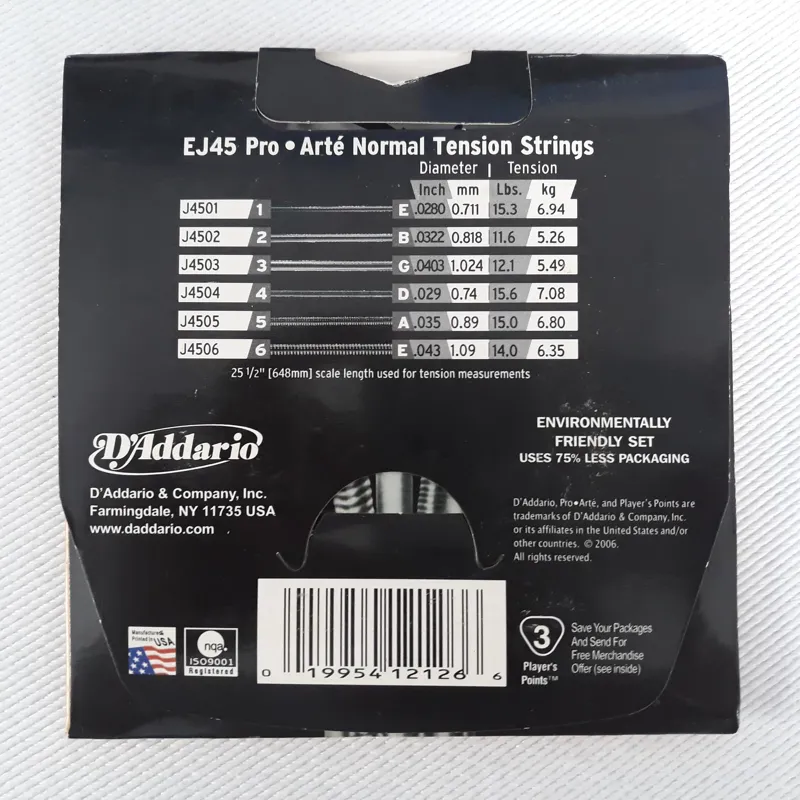 EJ45 Pro•Arté Normal Tension Strings
Diameter | Tension
Inch mm Lbs. kg
J4501 1 E .0280 0.711 15.3 6.94
J4502 2 B .0322 0.818 11.6 5.26
J4503 3 G .0403 1.024 12.1 5.49
J4504 4 D .029 0.74 15.6 7.08
J4505 5 A .035 0.89 15.0 6.80
J4506 6 E .043 1.09 14.0 6.35
25 1/2" [648mm] scale length used for tension measurements
D'Addario
D'Addario & Company, Inc.
Farmingdale, NY 11735 USA
www.daddario.com
ENVIRONMENTALLY
FRIENDLY SET
USES 75% LESS PACKAGING
D'Addario, Pro•Arté, and Player's Points are
trademarks of D'Addario & Company, Inc.
or its affiliates in the United States and/or
other countries. © 2006.
All rights reserved.
Manufactured &
Printed in USA
nqa.
ISO9001
Registered
0 19954 12126 6
3
Player's
Points™
Save Your Packages
And Send For
Free Merchandise
Offer (see inside)